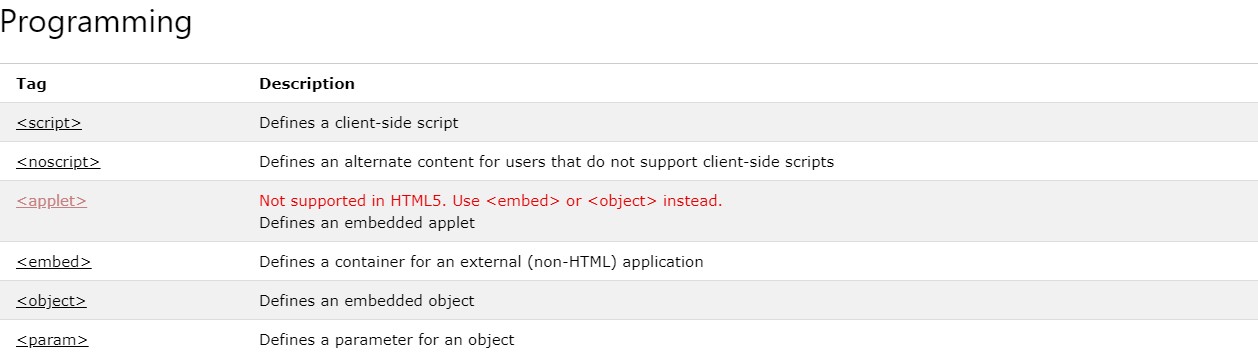 Programming
Tag Description
<script> Defines a client-side script
<noscript> Defines an alternate content for users that do not support client-side scripts
<applet> Not supported in HTML5. Use <embed> or <object> instead.
Defines an embedded applet
<embed> Defines a container for an external (non-HTML) application
<object> Defines an embedded object
<param> Defines a parameter for an object